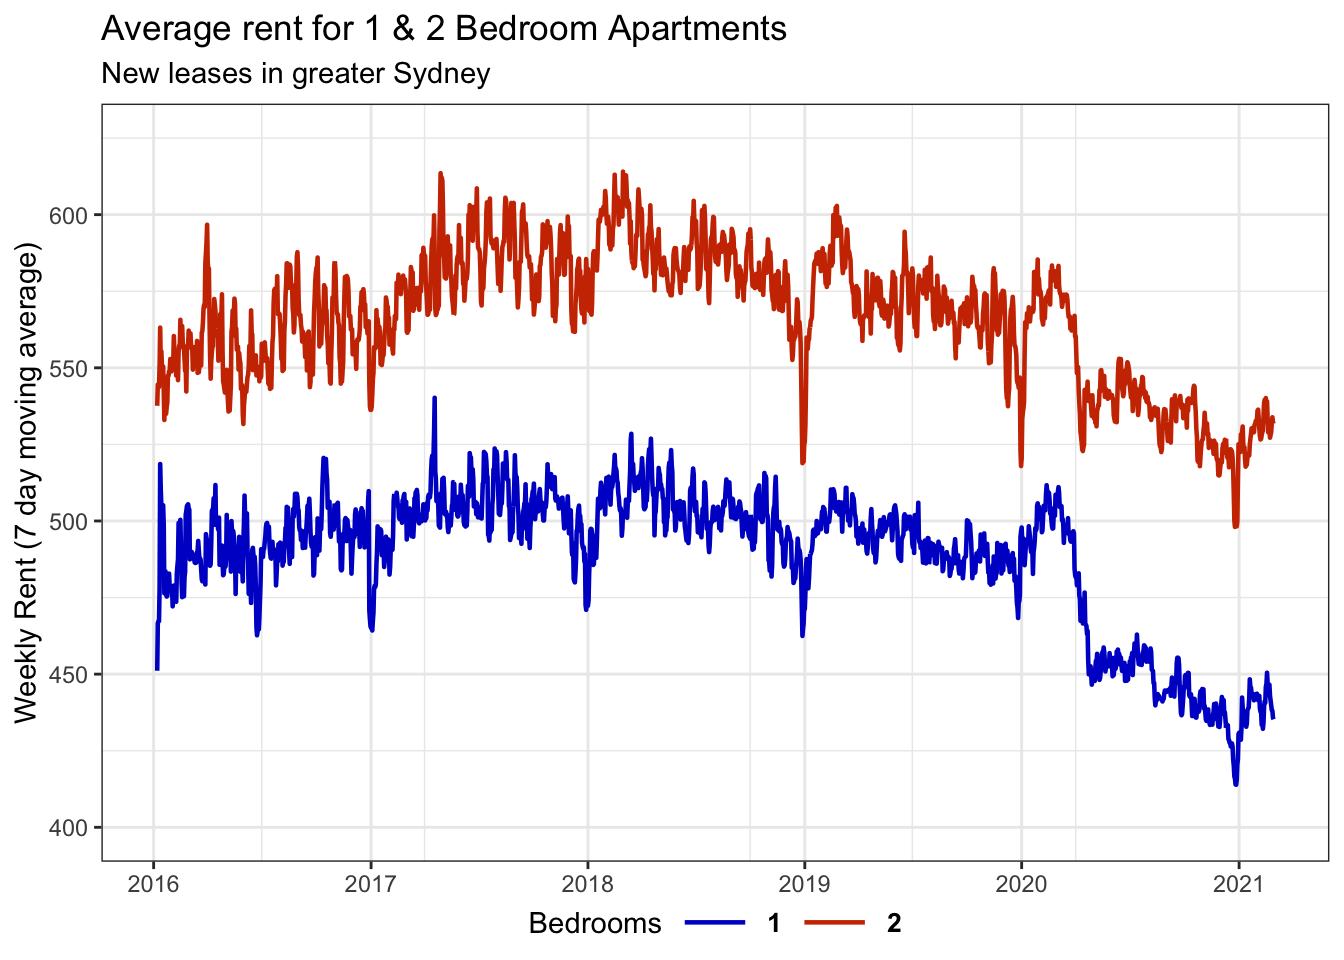 Average rent for 1 & 2 Bedroom Apartments
New leases in greater Sydney
Weekly Rent (7 day moving average)
600
550
500
450
400
2016 2017 2018 2019 2020 2021
Bedrooms 1 2